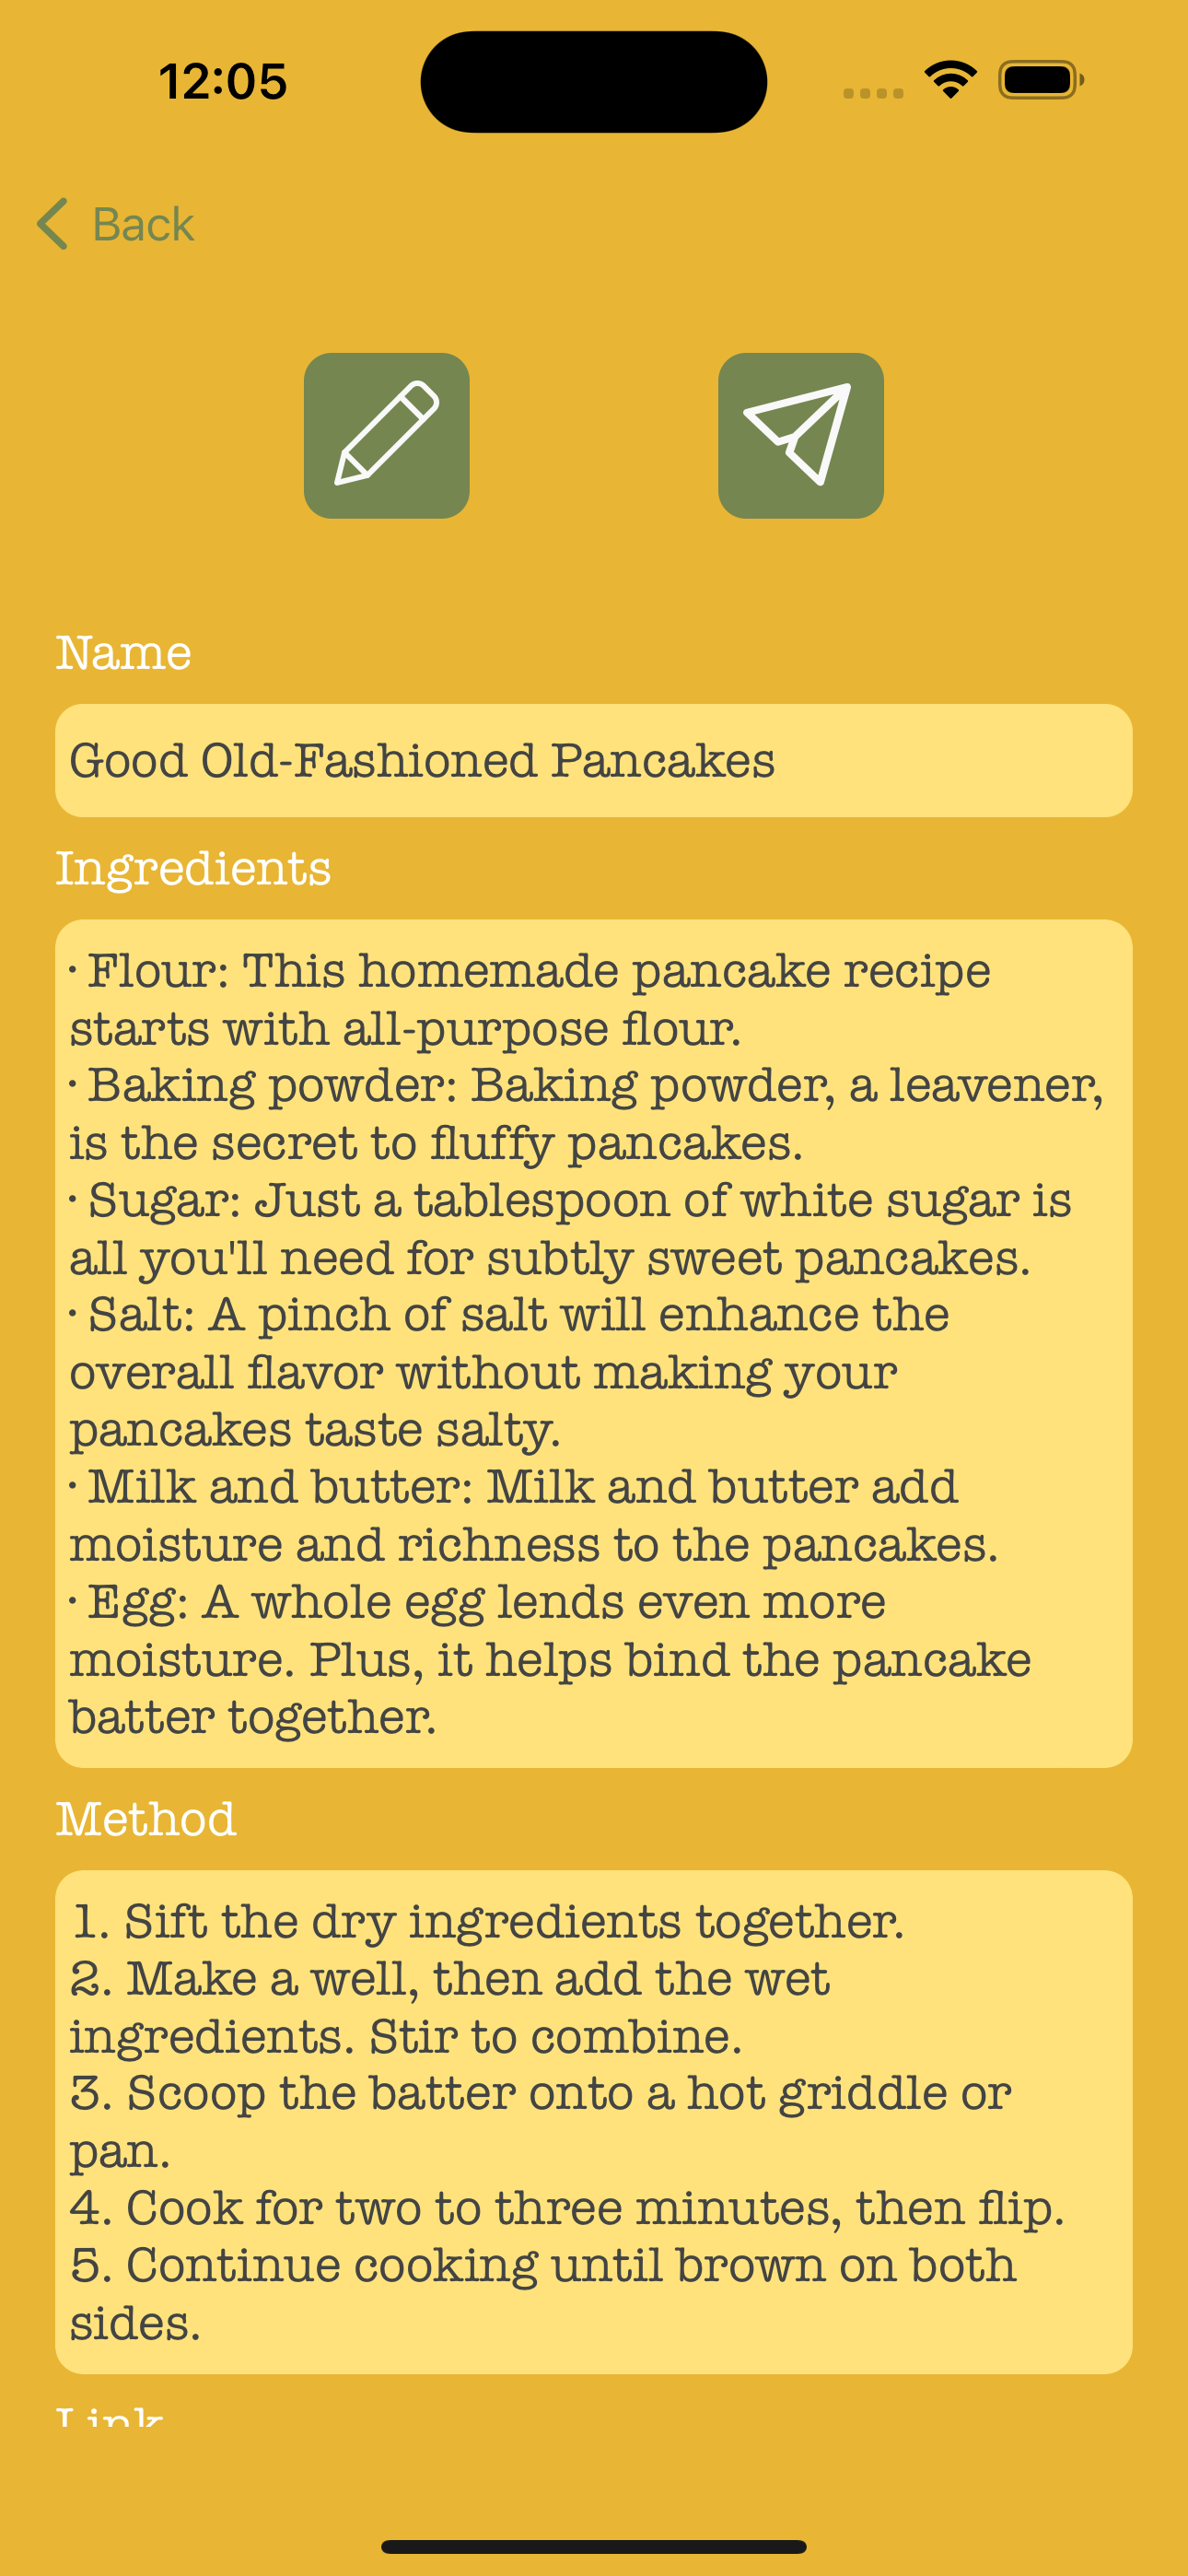 12:05
Back
Name
Good Old-Fashioned Pancakes
Ingredients
· Flour: This homemade pancake recipe
starts with all-purpose flour.
· Baking powder: Baking powder, a leavener,
is the secret to fluffy pancakes.
· Sugar: Just a tablespoon of white sugar is
all you'll need for subtly sweet pancakes.
· Salt: A pinch of salt will enhance the
overall flavor without making your
pancakes taste salty.
· Milk and butter: Milk and butter add
moisture and richness to the pancakes.
· Egg: A whole egg lends even more
moisture. Plus, it helps bind the pancake
batter together.
Method
1. Sift the dry ingredients together.
2. Make a well, then add the wet
ingredients. Stir to combine.
3. Scoop the batter onto a hot griddle or
pan.
4. Cook for two to three minutes, then flip.
5. Continue cooking until brown on both
sides.
Link